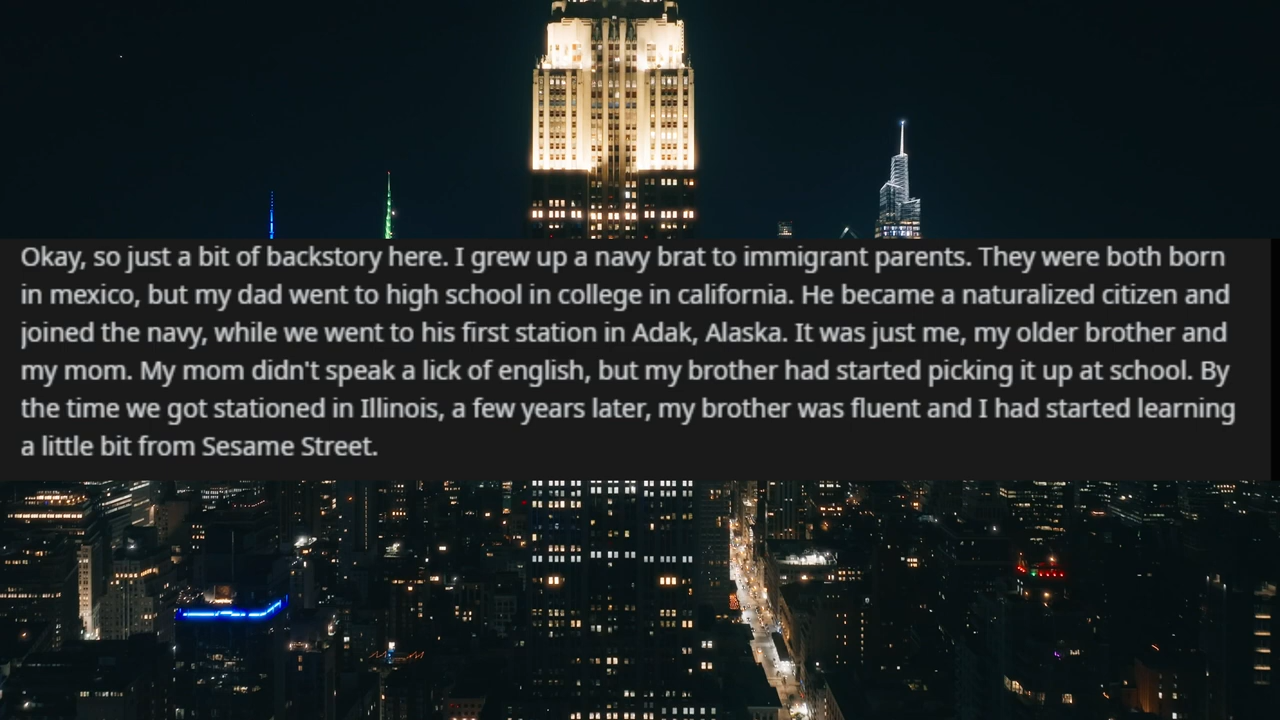 Okay, so just a bit of backstory here. I grew up a navy brat to immigrant parents. They were both born
in mexico, but my dad went to high school in college in california. He became a naturalized citizen and
joined the navy, while we went to his first station in Adak, Alaska. It was just me, my older brother and
my mom. My mom didn't speak a lick of english, but my brother had started picking it up at school. By
the time we got stationed in Illinois, a few years later, my brother was fluent and I had started learning
a little bit from Sesame Street.